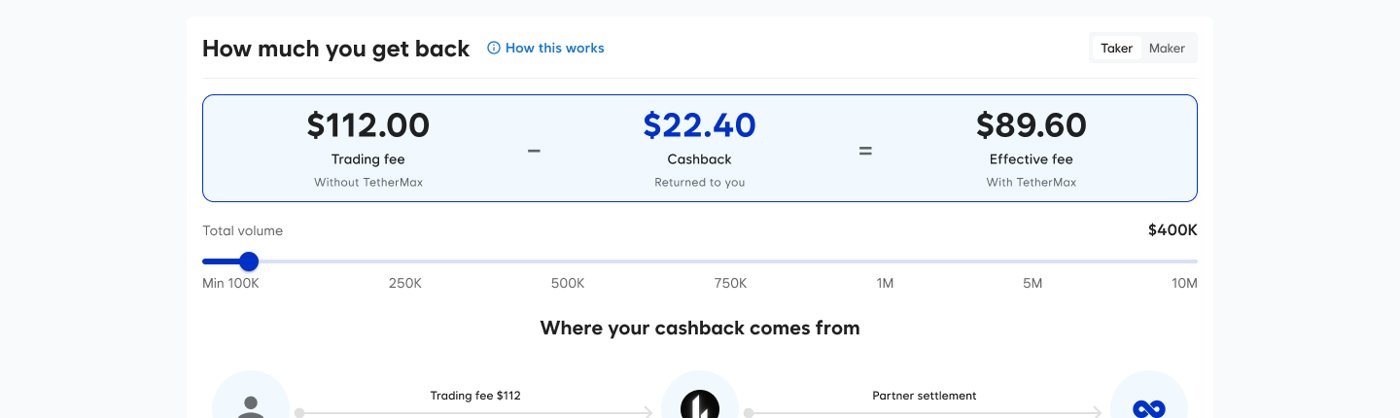 How much you get back
How this works
Taker Maker
$112.00 − $22.40 = $89.60
Trading fee Cashback Effective fee
Without TetherMax Returned to you With TetherMax
Total volume $400K
Min 100K 250K 500K 750K 1M 5M 10M
Where your cashback comes from
Trading fee $112 Partner settlement